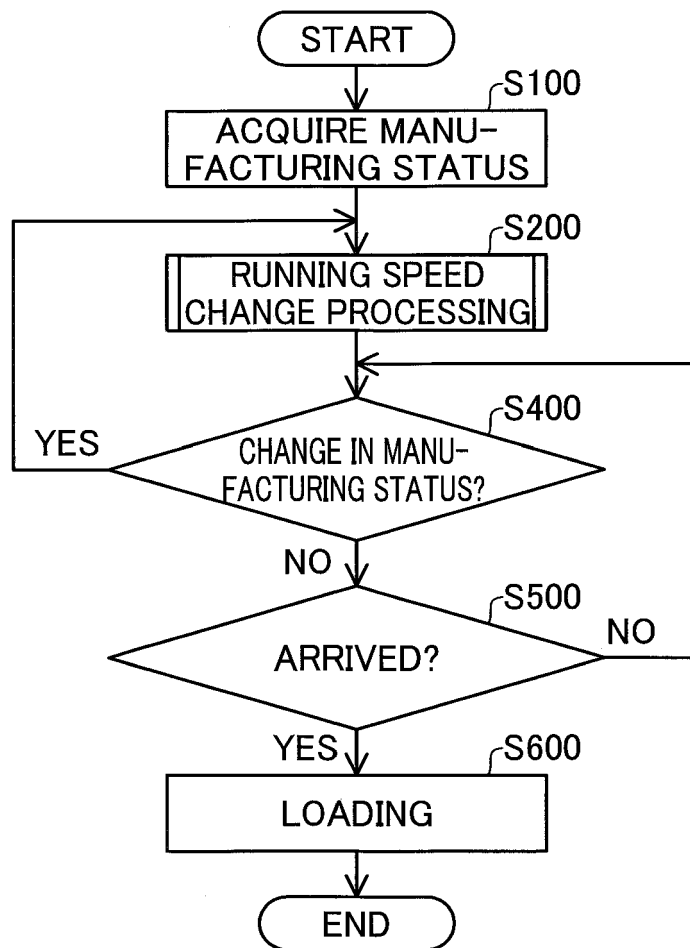 START
S100
ACQUIRE MANU-
FACTURING STATUS
S200
RUNNING SPEED
CHANGE PROCESSING
S400
YES
CHANGE IN MANU-
FACTURING STATUS?
NO
S500
NO
ARRIVED?
YES
S600
LOADING
END